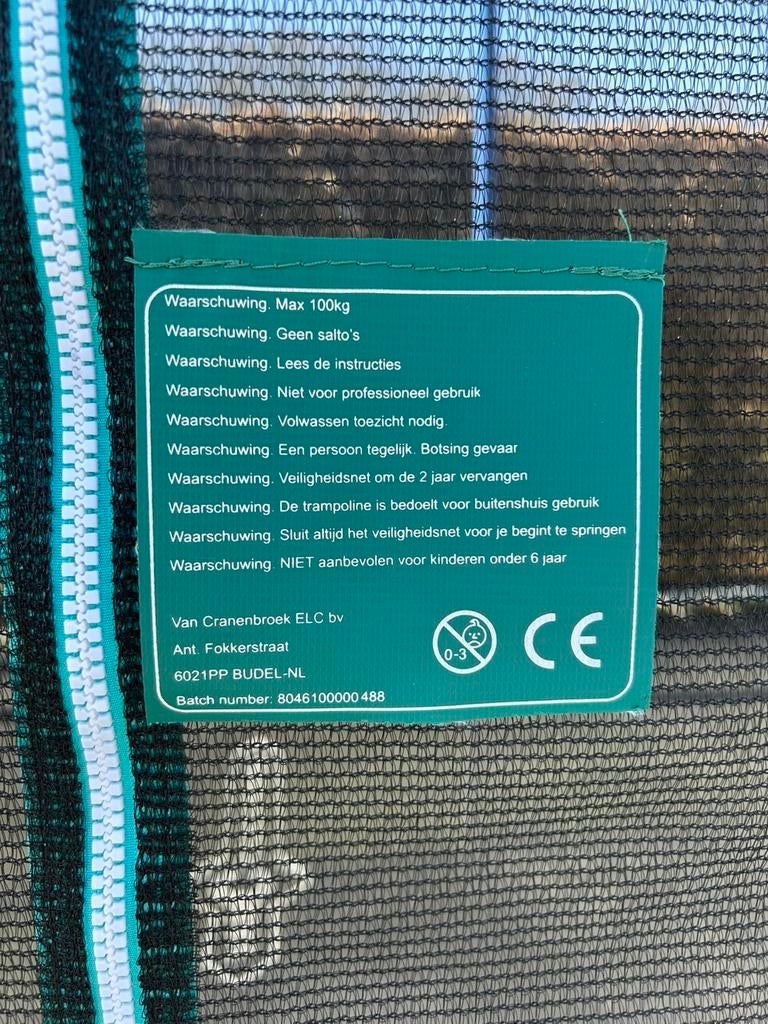 Waarschuwing. Max 100kg
Waarschuwing. Geen salto's
Waarschuwing. Lees de instructies
Waarschuwing. Niet voor professioneel gebruik
Waarschuwing. Volwassen toezicht nodig.
Waarschuwing. Een persoon tegelijk. Botsing gevaar
Waarschuwing. Veiligheidsnet om de 2 jaar vervangen
Waarschuwing. De trampoline is bedoelt voor buitenshuis gebruik
Waarschuwing. Sluit altijd het veiligheidsnet voor je begint te springen
Waarschuwing. NIET aanbevolen voor kinderen onder 6 jaar
Van Cranenbroek ELC bv
Ant. Fokkerstraat
6021PP BUDEL-NL
Batch number: 8046100000488
0-3
CE